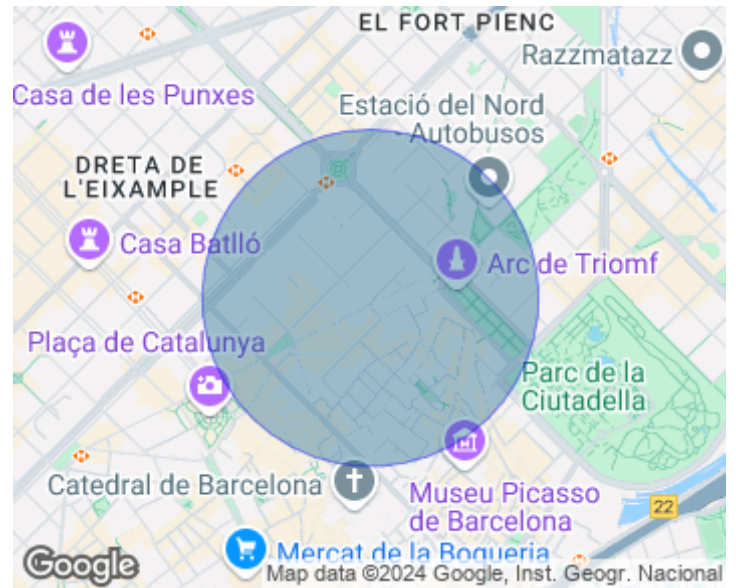 EL FORT PIENC
Razzmatazz
Casa de les Punxes
Estació del Nord
- Autobusos
DRETA DE
L'EIXAMPLE
Casa Batlló
Arc de Triomf
Plaça de Catalunya
Parc de la
Ciutadella
Catedral de Barcelona
Museu Picasso
de Barcelona
22
Mercat de la Boqueria
Google
Map data ©2024 Google, Inst. Geogr. Nacional